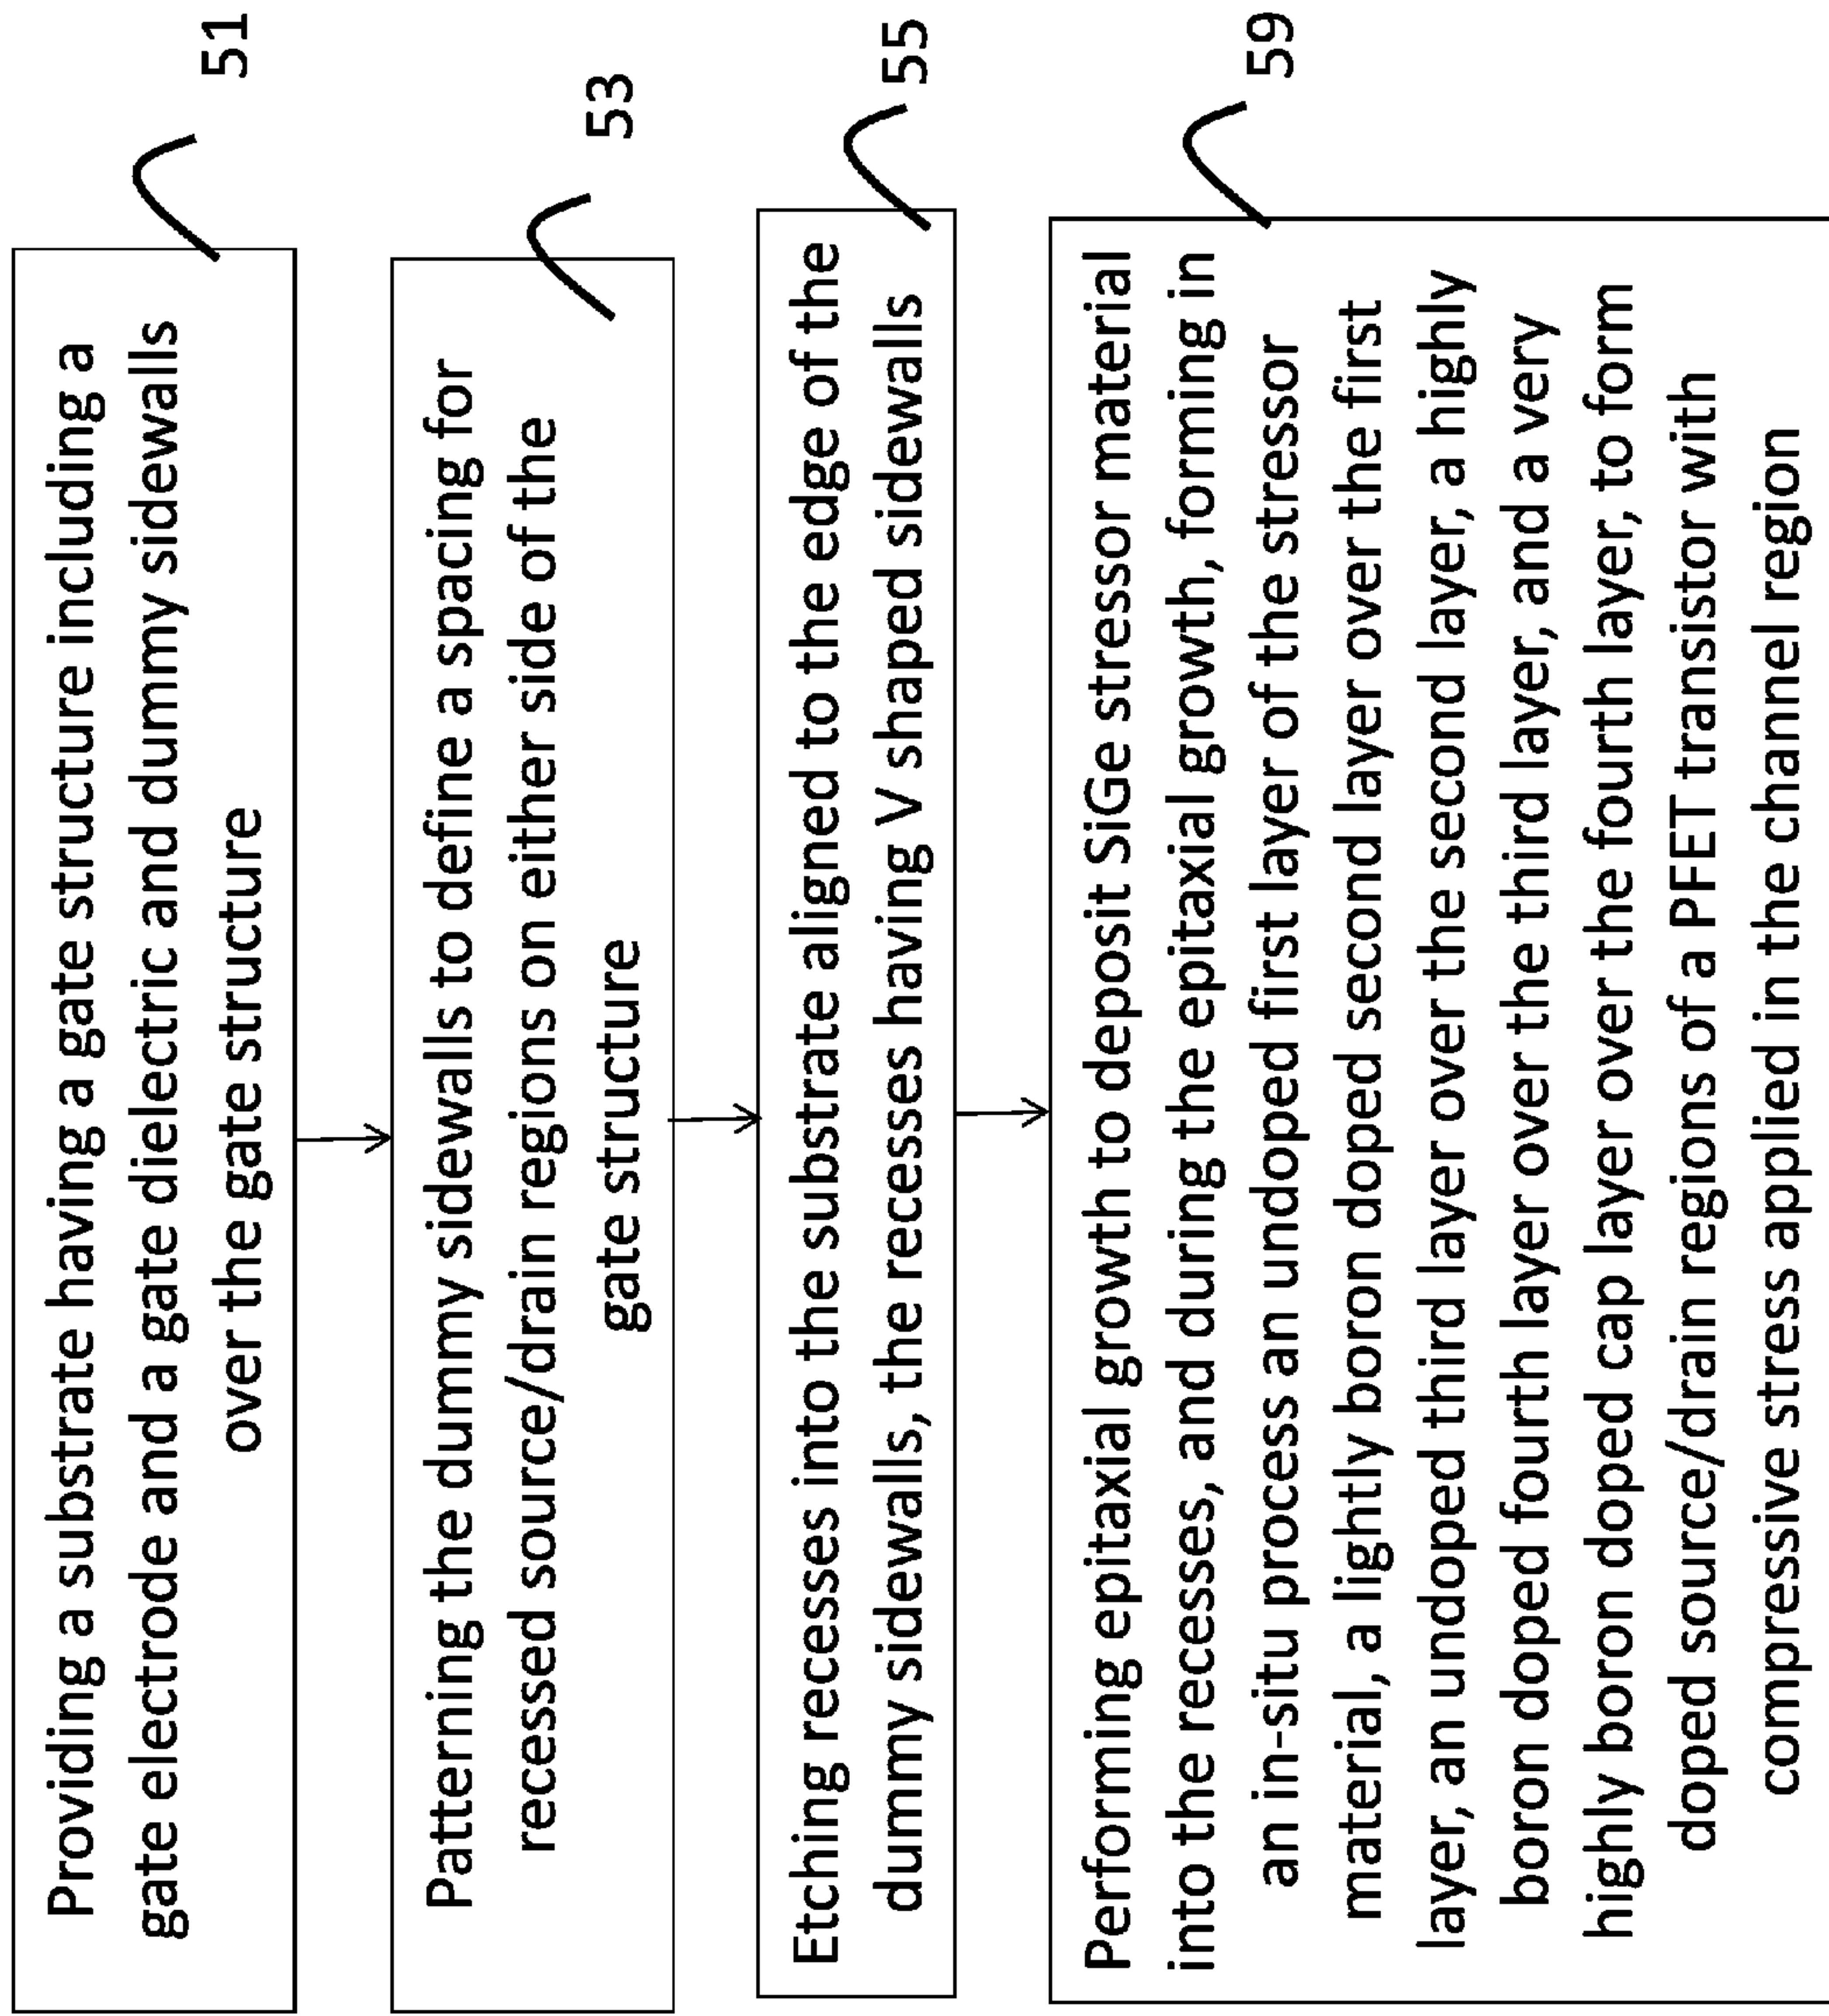 Providing a substrate having a gate structure including a
gate electrode and a gate dielectric and dummy sidewalls
over the gate structure
51
Patterning the dummy sidewalls to define a spacing for
recessed source/drain regions on either side of the
gate structure
53
Etching recesses into the substrate aligned to the edge of the
dummy sidewalls, the recesses having V shaped sidewalls
55
Performing epitaxial growth to deposit SiGe stressor material
into the recesses, and during the epitaxial growth, forming in
an in-situ process an undoped first layer of the stressor
material, a lightly boron doped second layer over the first
layer, an undoped third layer over the second layer, a highly
boron doped fourth layer over the third layer, and a very
highly boron doped cap layer over the fourth layer, to form
doped source/drain regions of a PFET transistor with
compressive stress applied in the channel region
59